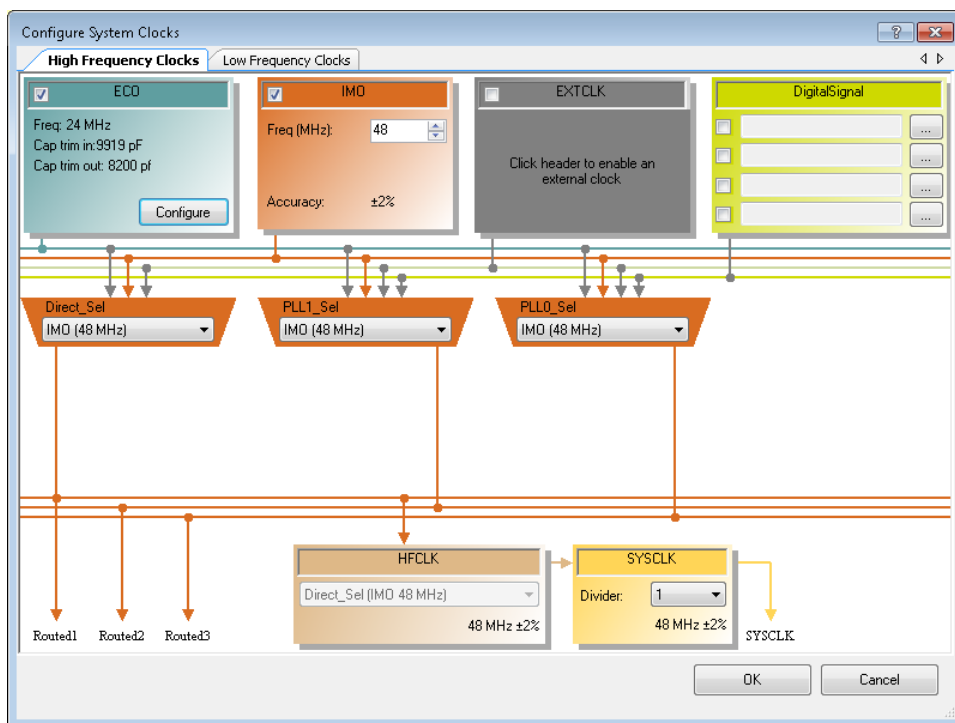 Configure System Clocks
High Frequency Clocks
Low Frequency Clocks
ECO
Freq: 24 MHz
Cap trim in:9919 pF
Cap trim out: 8200 pf
Configure
IMO
Freq (MHz):
48
Accuracy:
±2%
EXTCLK
Click header to enable an
external clock
DigitalSignal
...
...
...
...
Direct_Sel
IMO (48 MHz)
PLL1_Sel
IMO (48 MHz)
PLL0_Sel
IMO (48 MHz)
HFCLK
Direct_Sel (IMO 48 MHz)
48 MHz ±2%
SYSCLK
Divider:
1
48 MHz ±2%
Routed1
Routed2
Routed3
SYSCLK
OK
Cancel